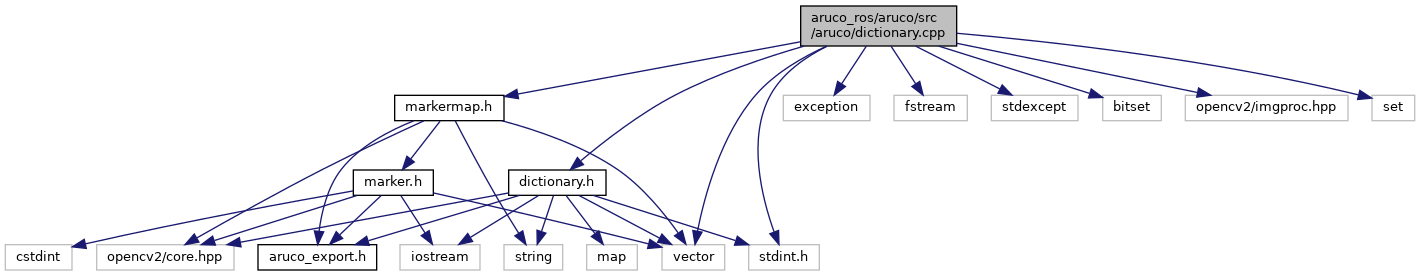 aruco_ros/aruco/src
/aruco/dictionary.cpp
markermap.h
exception
fstream
stdexcept
bitset
opencv2/imgproc.hpp
set
marker.h
dictionary.h
cstdint
opencv2/core.hpp
aruco_export.h
iostream
string
map
vector
stdint.h